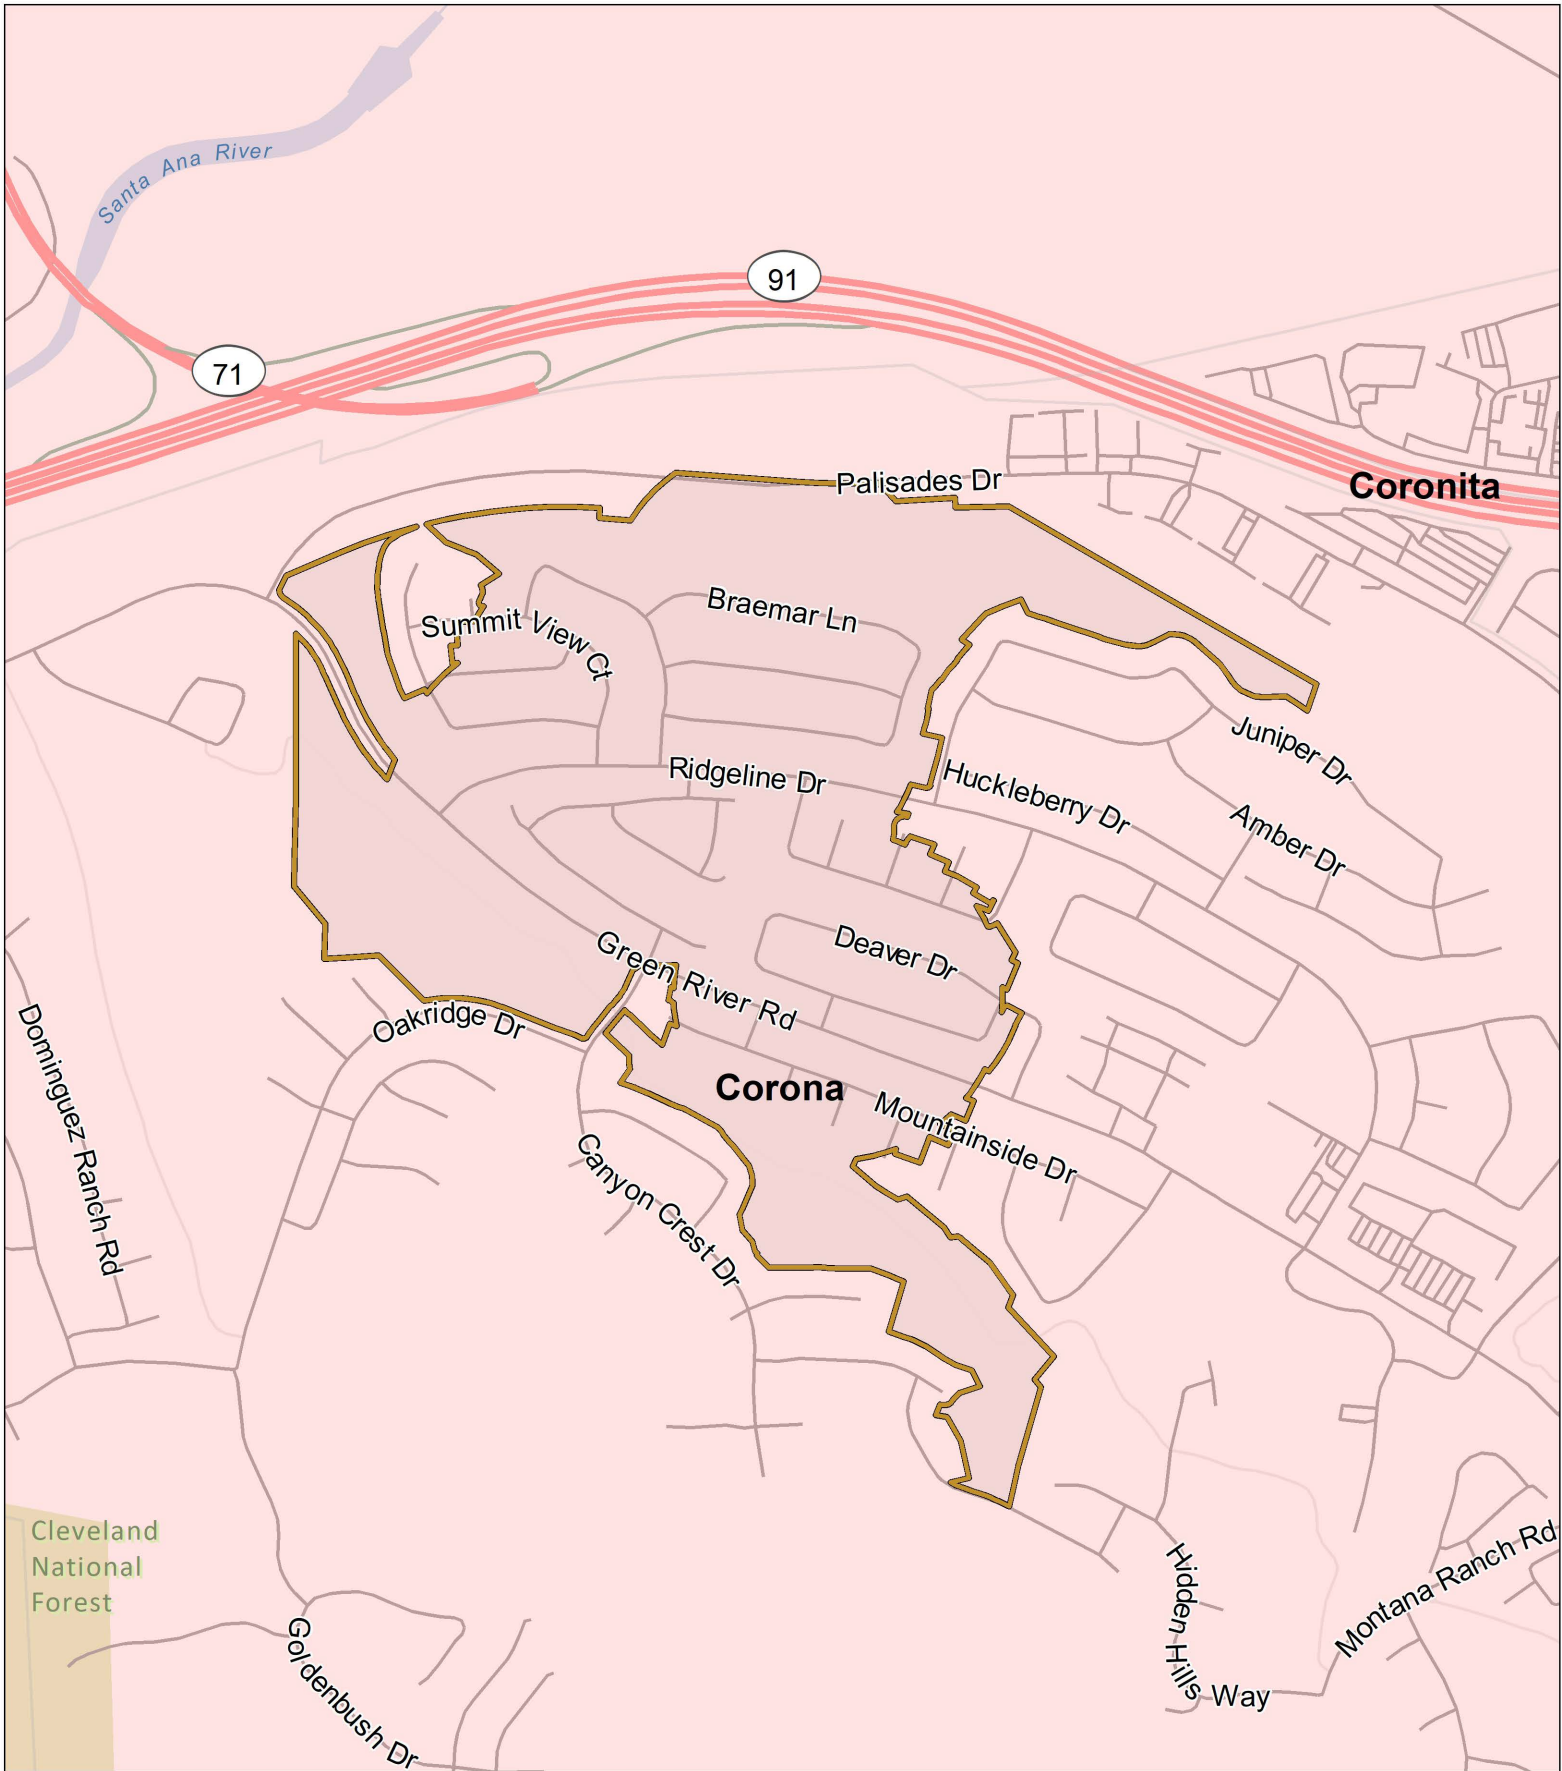 Santa Ana River
91
71
Palisades Dr
Coronita
Braemar Ln
Summit View Ct
Juniper Dr
Ridgeline Dr
Huckleberry Dr
Amber Dr
Deaver Dr
Green River Rd
Oakridge Dr
Dominguez Ranch Rd
Corona
Mountainside Dr
Canyon Crest Dr
Cleveland
National
Forest
Hidden Hills Way
Montana Ranch Rd
Goldenbush Dr